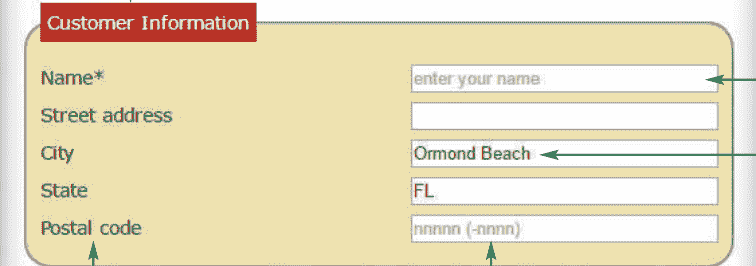 Customer Information
Name* enter your name
Street address
City Ormond Beach
State FL
Postal code nnnnn (-nnnn)